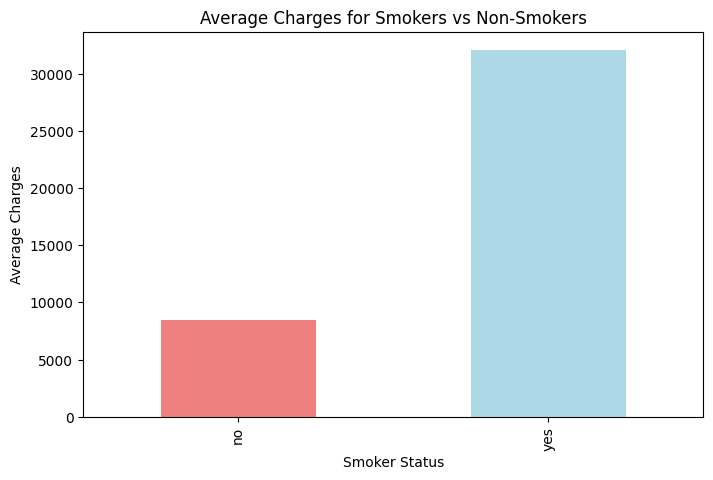 Average Charges for Smokers vs Non-Smokers
30000
25000
20000
15000
10000
5000
0
Average Charges
no
yes
Smoker Status